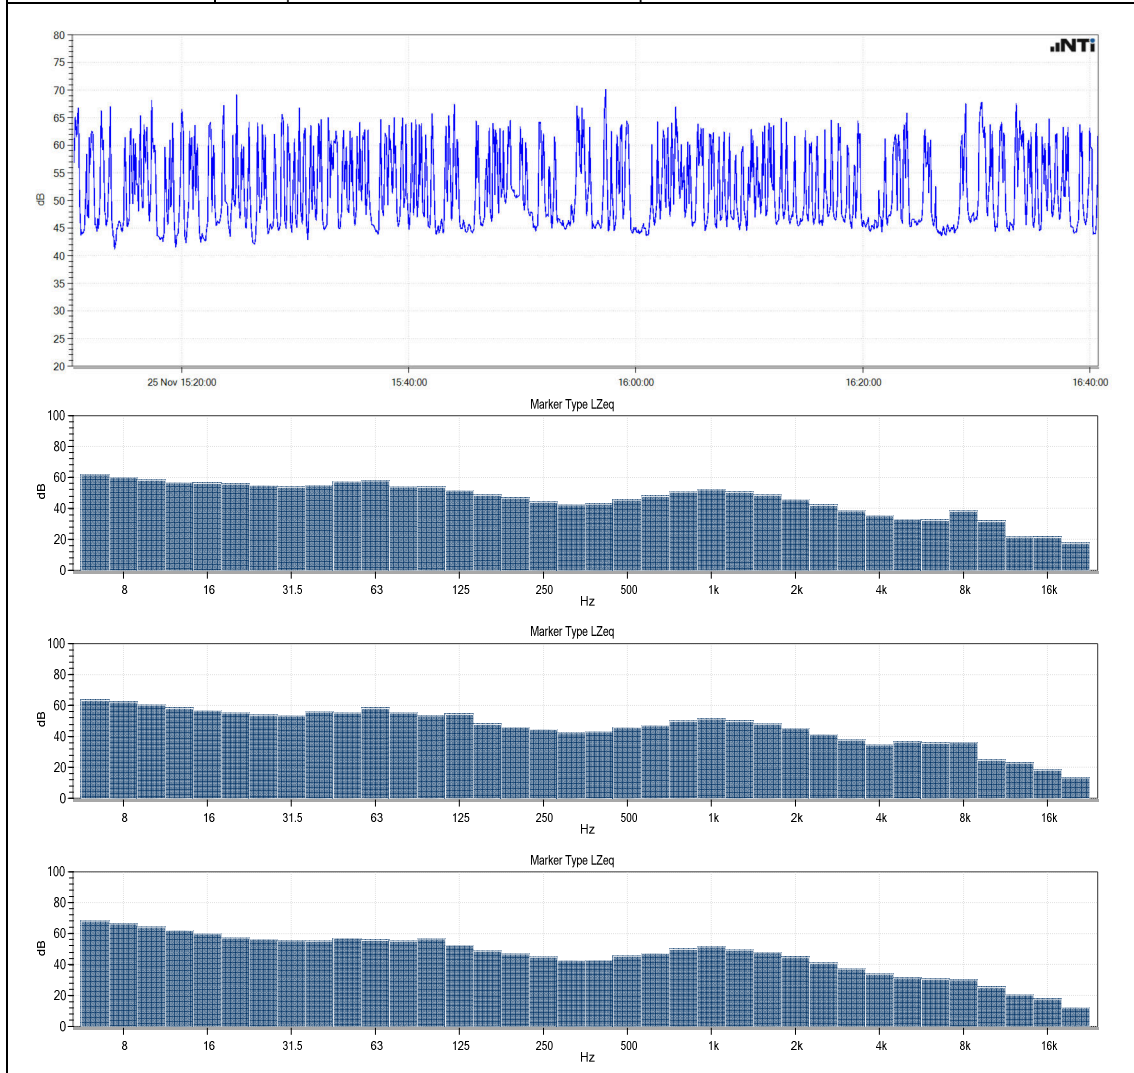 80
NTi
75
70
65
60
55
dB
50
45
40
35
30
25
20
25 Nov 15:20:00 15:40:00 16:00:00 16:20:00 16:40:00
Marker Type LZeq
100
80
60
dB
40
20
0
8 16 31.5 63 125 250 500 1k 2k 4k 8k 16k
Hz
Marker Type LZeq
100
80
60
dB
40
20
0
8 16 31.5 63 125 250 500 1k 2k 4k 8k 16k
Hz
Marker Type LZeq
100
80
60
dB
40
20
0
8 16 31.5 63 125 250 500 1k 2k 4k 8k 16k
Hz